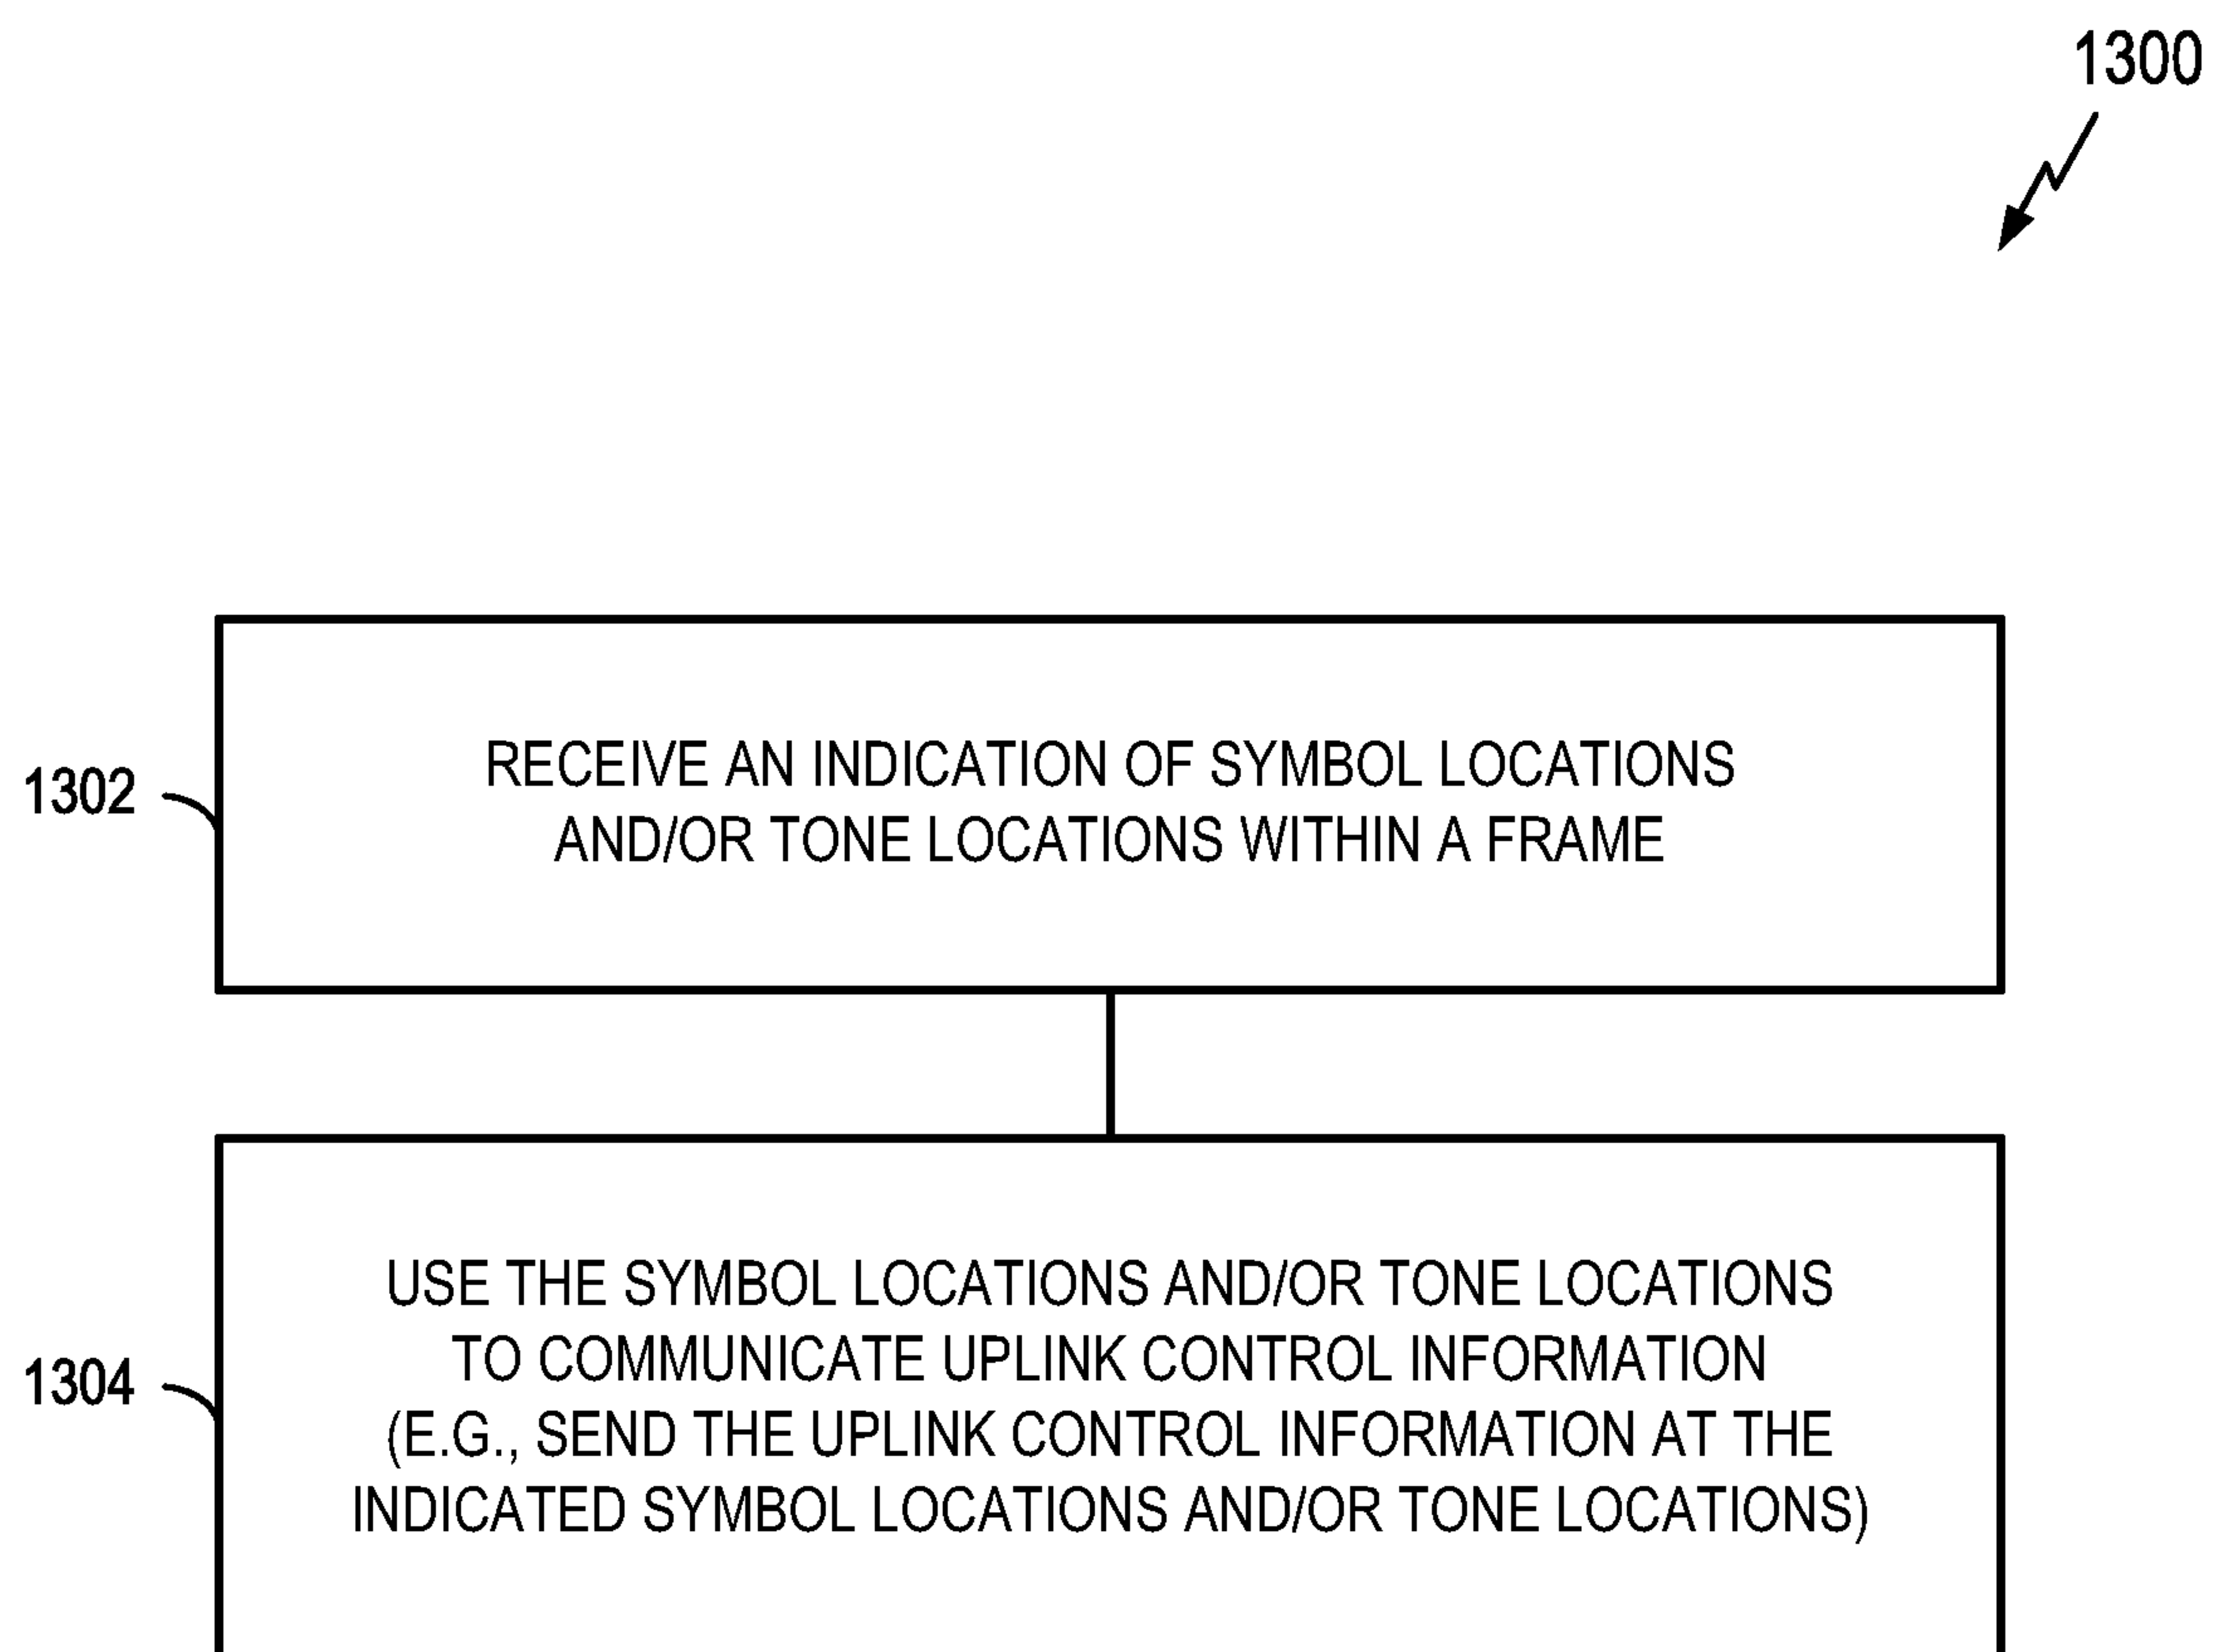 1300
1302
RECEIVE AN INDICATION OF SYMBOL LOCATIONS
AND/OR TONE LOCATIONS WITHIN A FRAME
1304
USE THE SYMBOL LOCATIONS AND/OR TONE LOCATIONS
TO COMMUNICATE UPLINK CONTROL INFORMATION
(E.G., SEND THE UPLINK CONTROL INFORMATION AT THE
INDICATED SYMBOL LOCATIONS AND/OR TONE LOCATIONS)